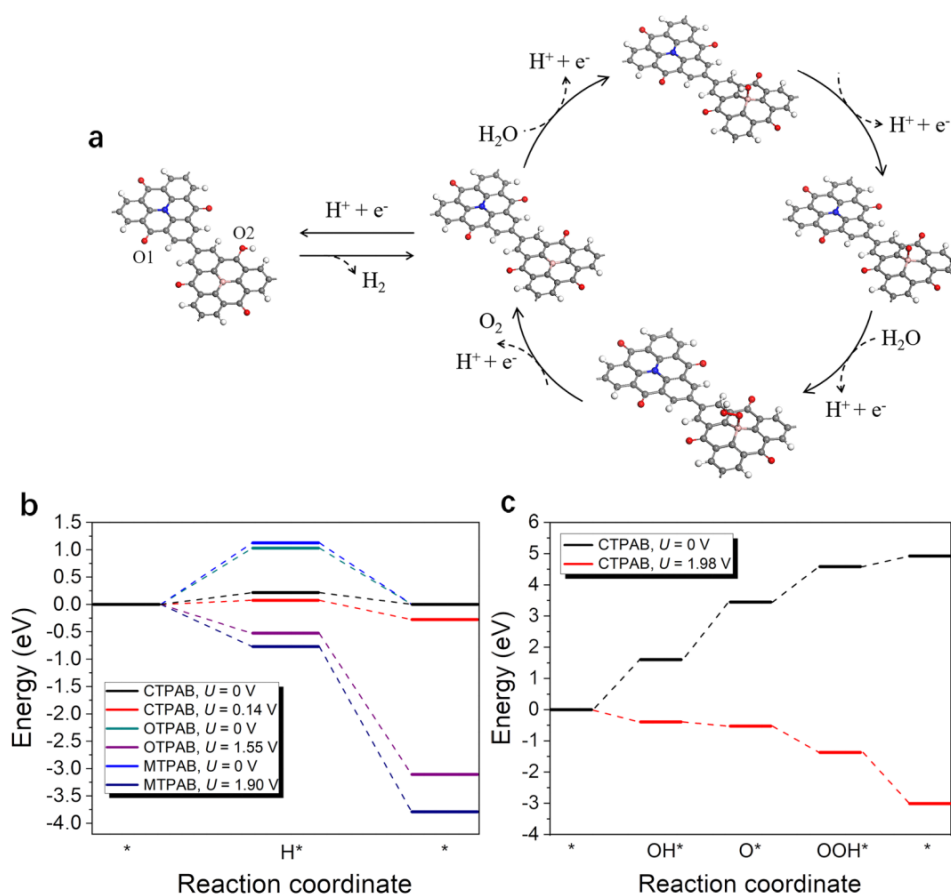 a
H⁺ + e⁻
H₂O
H⁺ + e⁻
H⁺ + e⁻
O1
O2
H₂
O₂
H⁺ + e⁻
H₂O
H⁺ + e⁻
b
Energy (eV)
1.5
1.0
0.5
0.0
-0.5
-1.0
-1.5
-2.0
-2.5
-3.0
-3.5
-4.0
CTPAB, U = 0 V
CTPAB, U = 0.14 V
OTPAB, U = 0 V
OTPAB, U = 1.55 V
MTPAB, U = 0 V
MTPAB, U = 1.90 V
* H* *
Reaction coordinate
c
Energy (eV)
6
5
4
3
2
1
0
-1
-2
-3
-4
CTPAB, U = 0 V
CTPAB, U = 1.98 V
* OH* O* OOH* *
Reaction coordinate